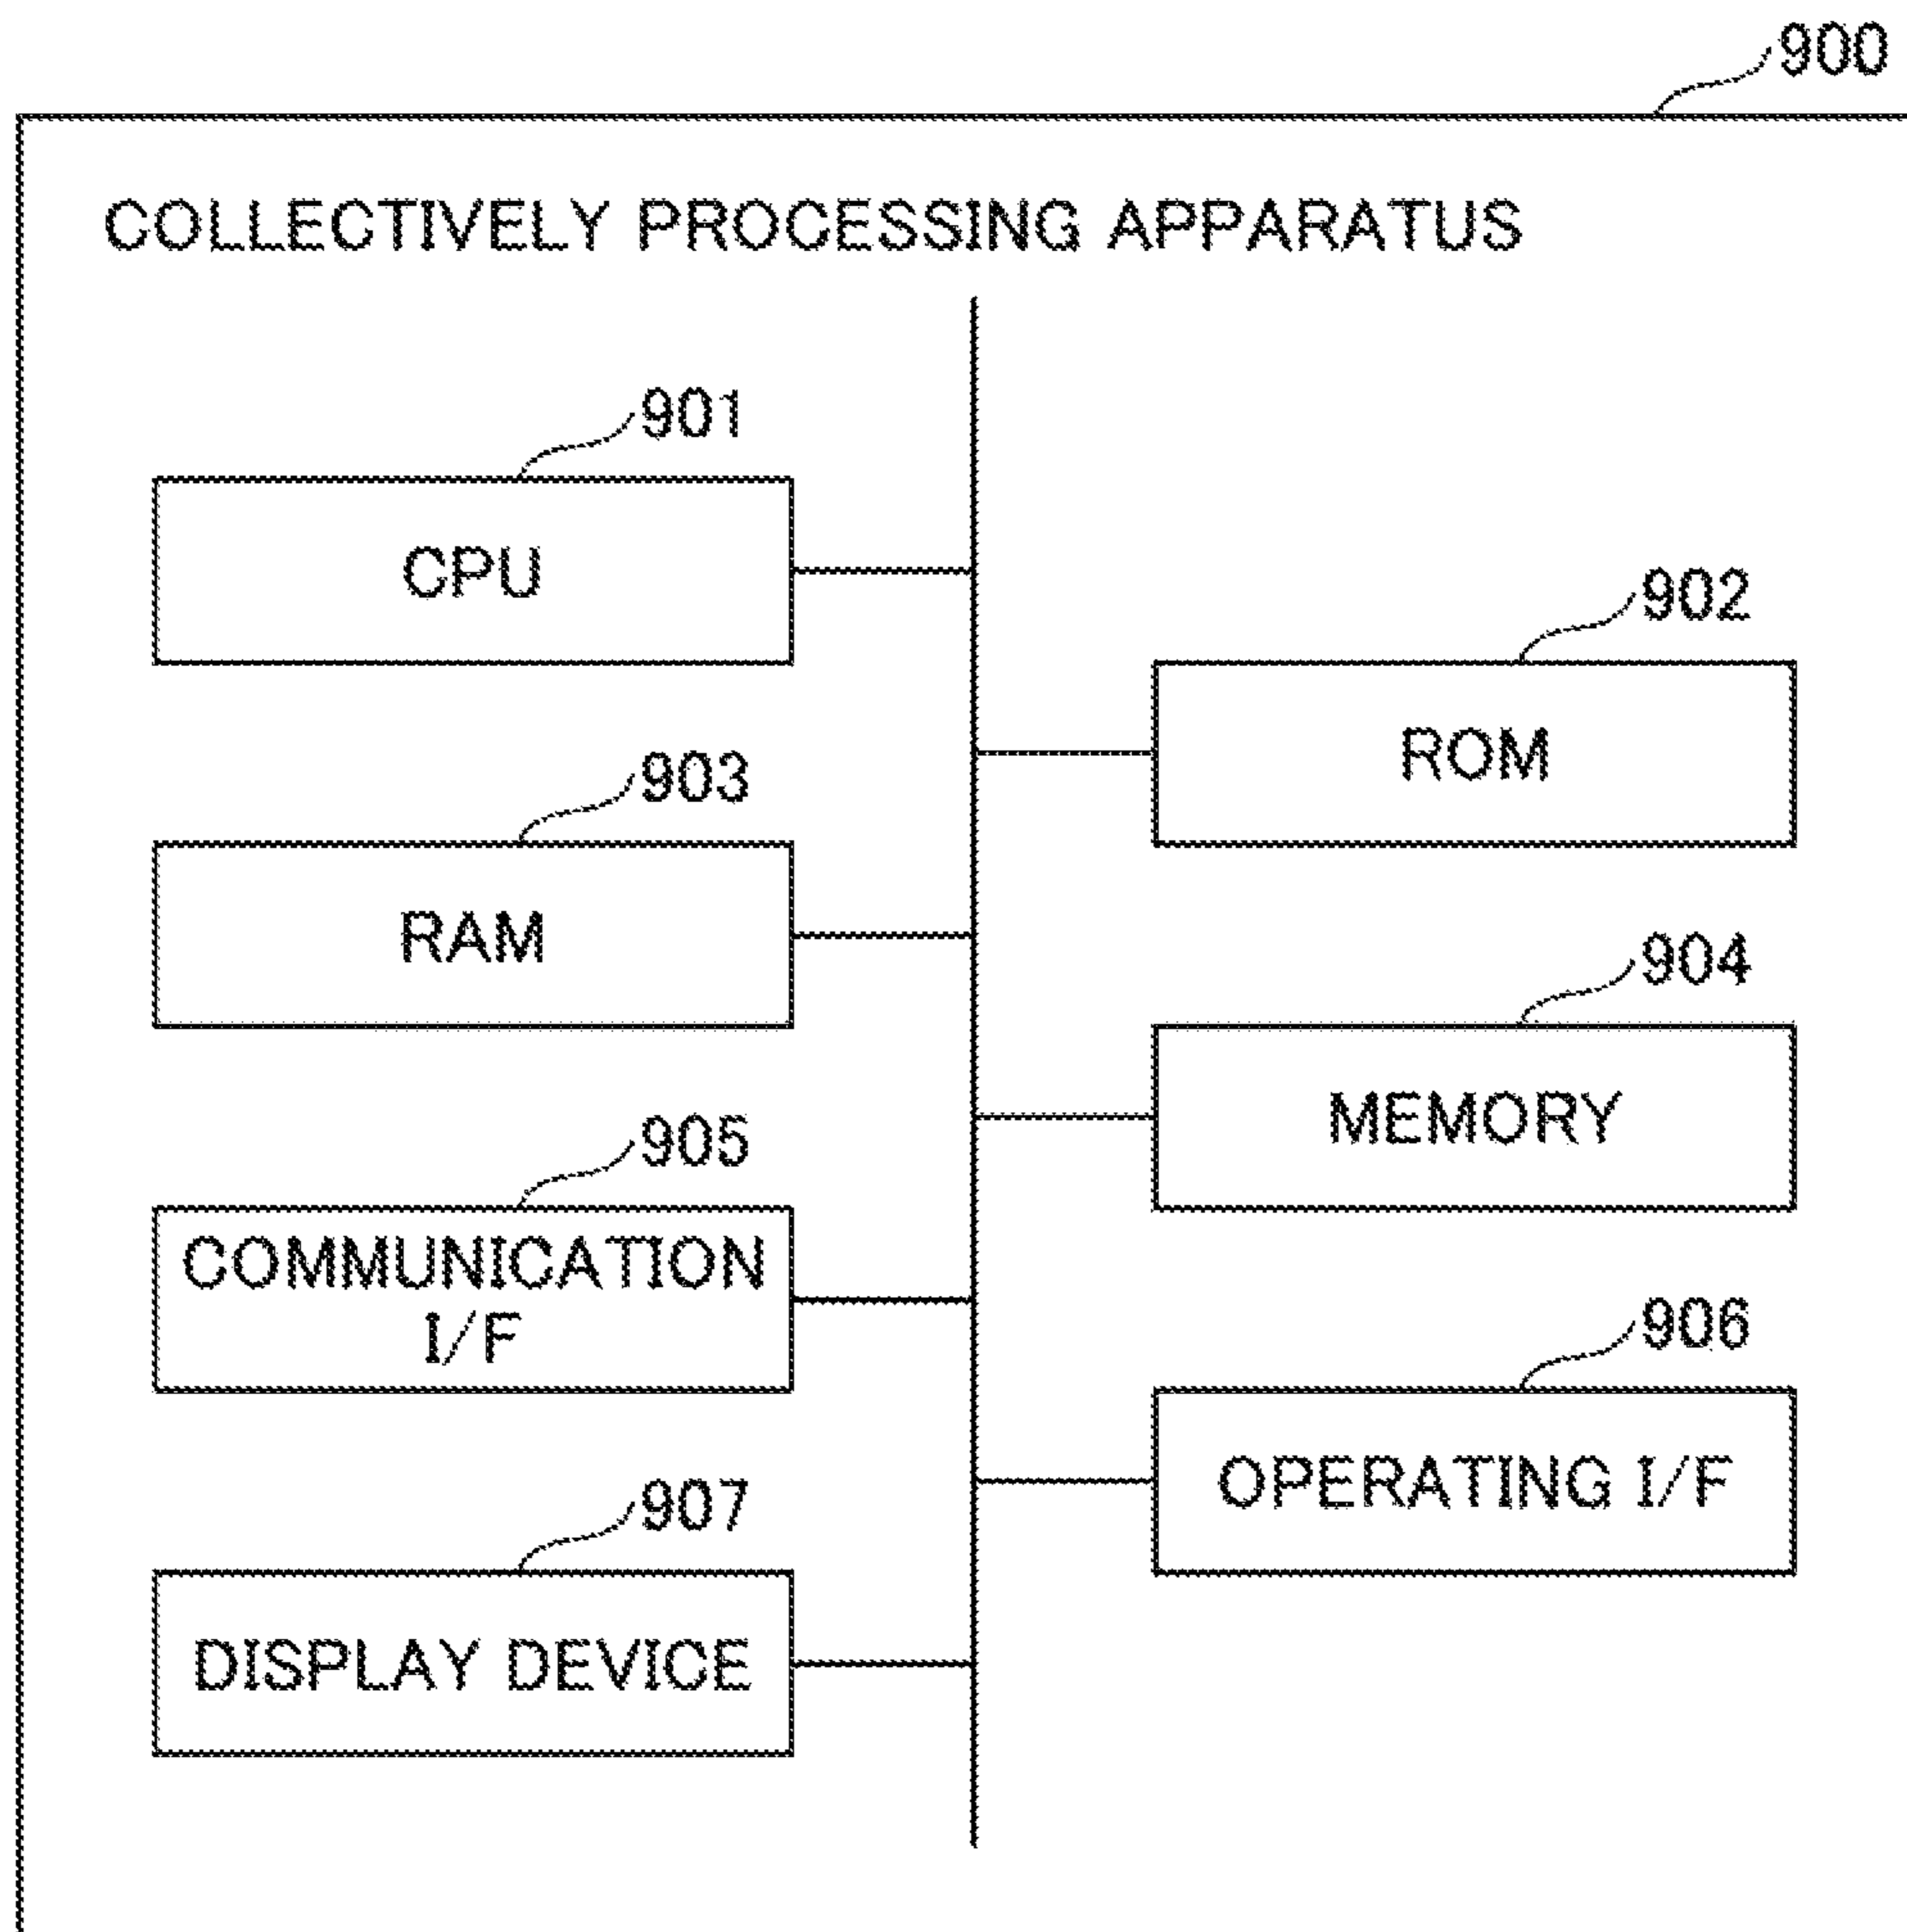 900
COLLECTIVELY PROCESSING APPARATUS
901
CPU
902
ROM
903
RAM
904
MEMORY
905
COMMUNICATION
I/F
906
OPERATING I/F
907
DISPLAY DEVICE